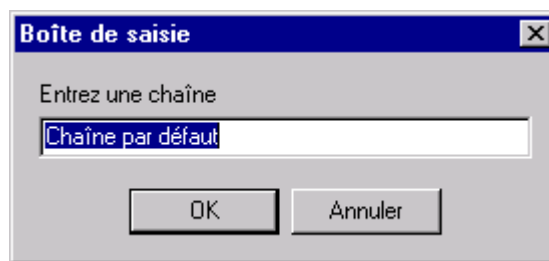 Boîte de saisie
Entrez une chaîne
Chaîne par défaut
OK Annuler